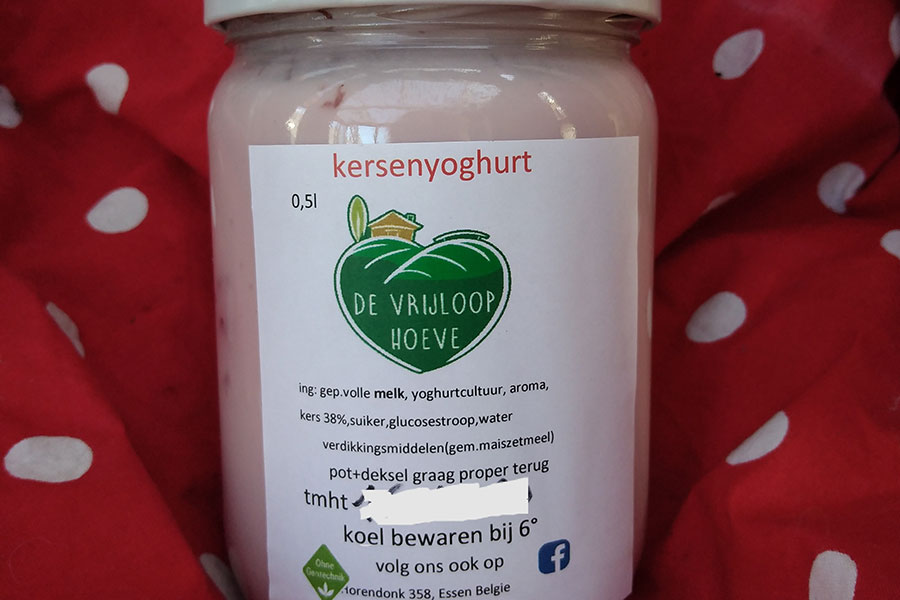 kersenyoghurt
0,5l
DE VRIJLOOP
HOEVE
ing: gep.volle melk, yoghurtcultuur, aroma,
kers 38%,suiker,glucosestroop,water
verdikkingsmiddelen(gem.maiszetmeel)
pot+deksel graag proper terug
tmht
koel bewaren bij 6°
volg ons ook op
f
Ohne
Gentechnik
Horendonk 358, Essen Belgie